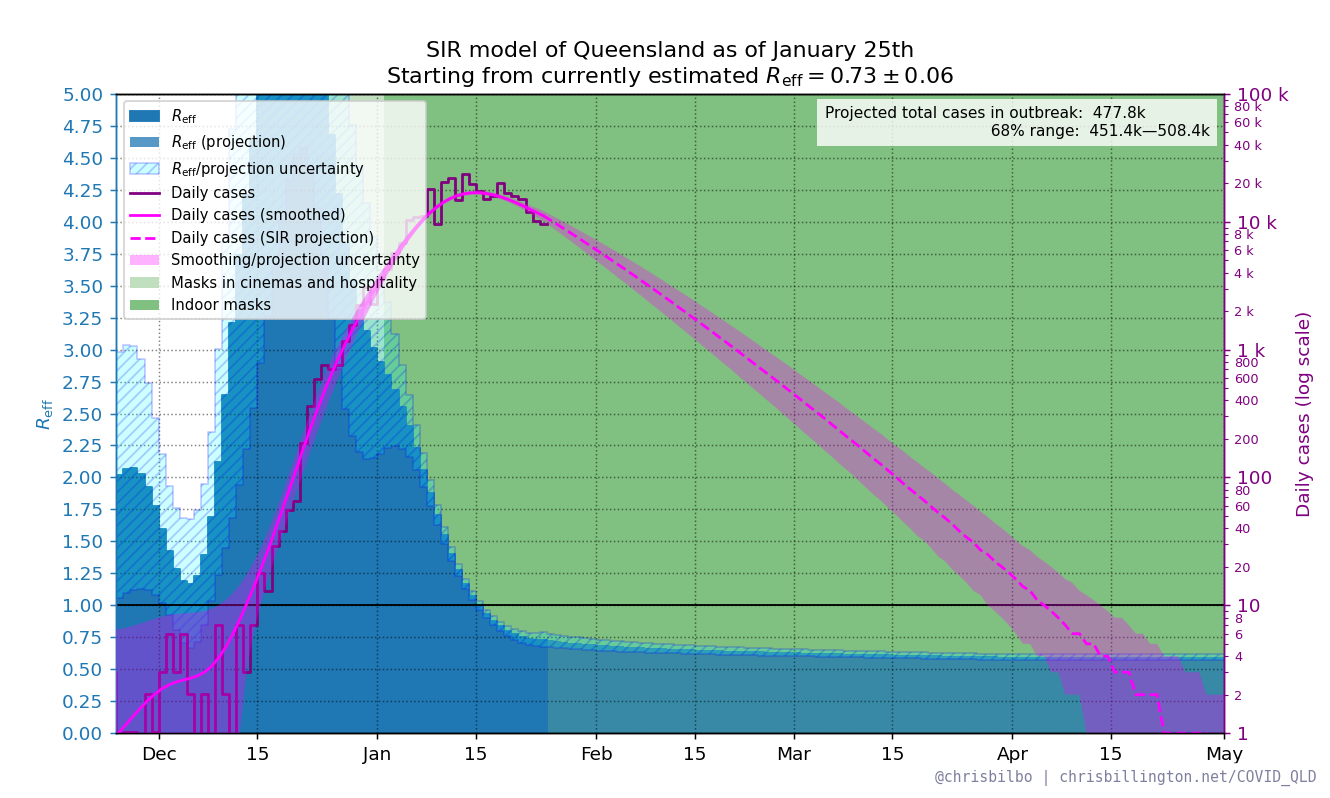 SIR model of Queensland as of January 25th
Starting from currently estimated R_eff = 0.73 ± 0.06
Projected total cases in outbreak: 477.8k
68% range: 451.4k—508.4k
R_eff
R_eff (projection)
R_eff/projection uncertainty
Daily cases
Daily cases (smoothed)
Daily cases (SIR projection)
Smoothing/projection uncertainty
Masks in cinemas and hospitality
Indoor masks
R_eff
5.00
4.75
4.50
4.25
4.00
3.75
3.50
3.25
3.00
2.75
2.50
2.25
2.00
1.75
1.50
1.25
1.00
0.75
0.50
0.25
0.00
100 k
80 k
60 k
40 k
20 k
10 k
8 k
6 k
4 k
2 k
1 k
800
600
400
200
100
80
60
40
20
10
8
6
4
2
1
Daily cases (log scale)
Dec 15 Jan 15 Feb 15 Mar 15 Apr 15 May
@chrisbilbo | chrisbillington.net/COVID_QLD